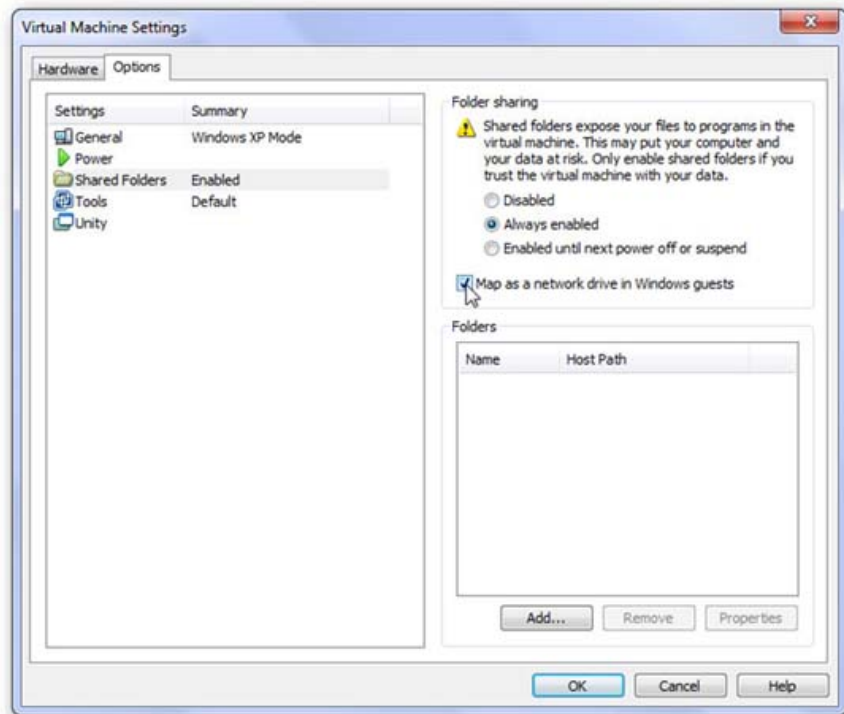 Virtual Machine Settings
Hardware Options
Settings Summary
General Windows XP Mode
Power
Shared Folders Enabled
Tools Default
Unity
Folder sharing
Shared folders expose your files to programs in the
virtual machine. This may put your computer and
your data at risk. Only enable shared folders if you
trust the virtual machine with your data.
Disabled
Always enabled
Enabled until next power off or suspend
Map as a network drive in Windows guests
Folders
Name Host Path
Add... Remove Properties
OK Cancel Help